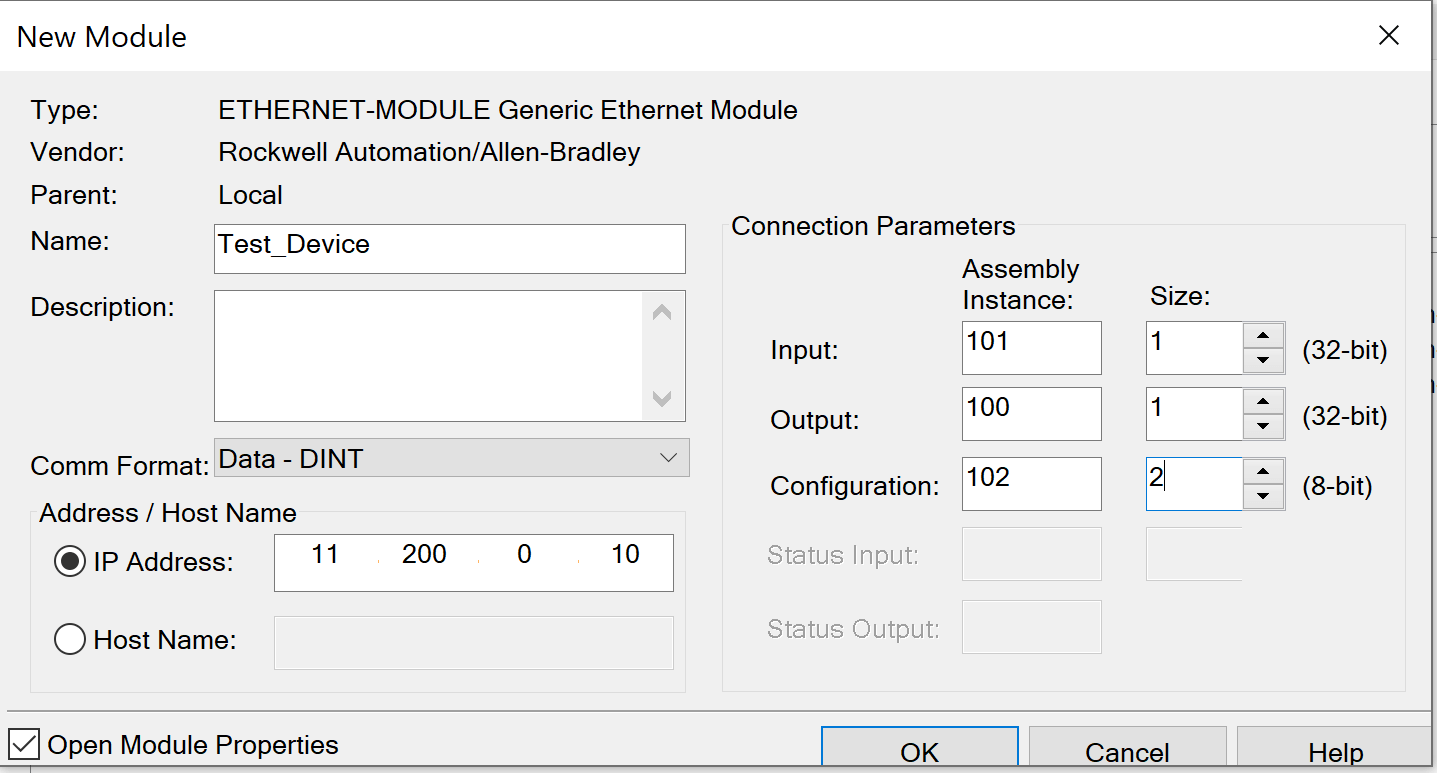 New Module
Type: ETHERNET-MODULE Generic Ethernet Module
Vendor: Rockwell Automation/Allen-Bradley
Parent: Local
Name: Test_Device
Description:
Comm Format: Data - DINT
Address / Host Name
IP Address: 11 . 200 . 0 . 10
Host Name:
Connection Parameters
Assembly
Instance: Size:
Input: 101 1 (32-bit)
Output: 100 1 (32-bit)
Configuration: 102 2 (8-bit)
Status Input:
Status Output:
Open Module Properties
OK Cancel Help